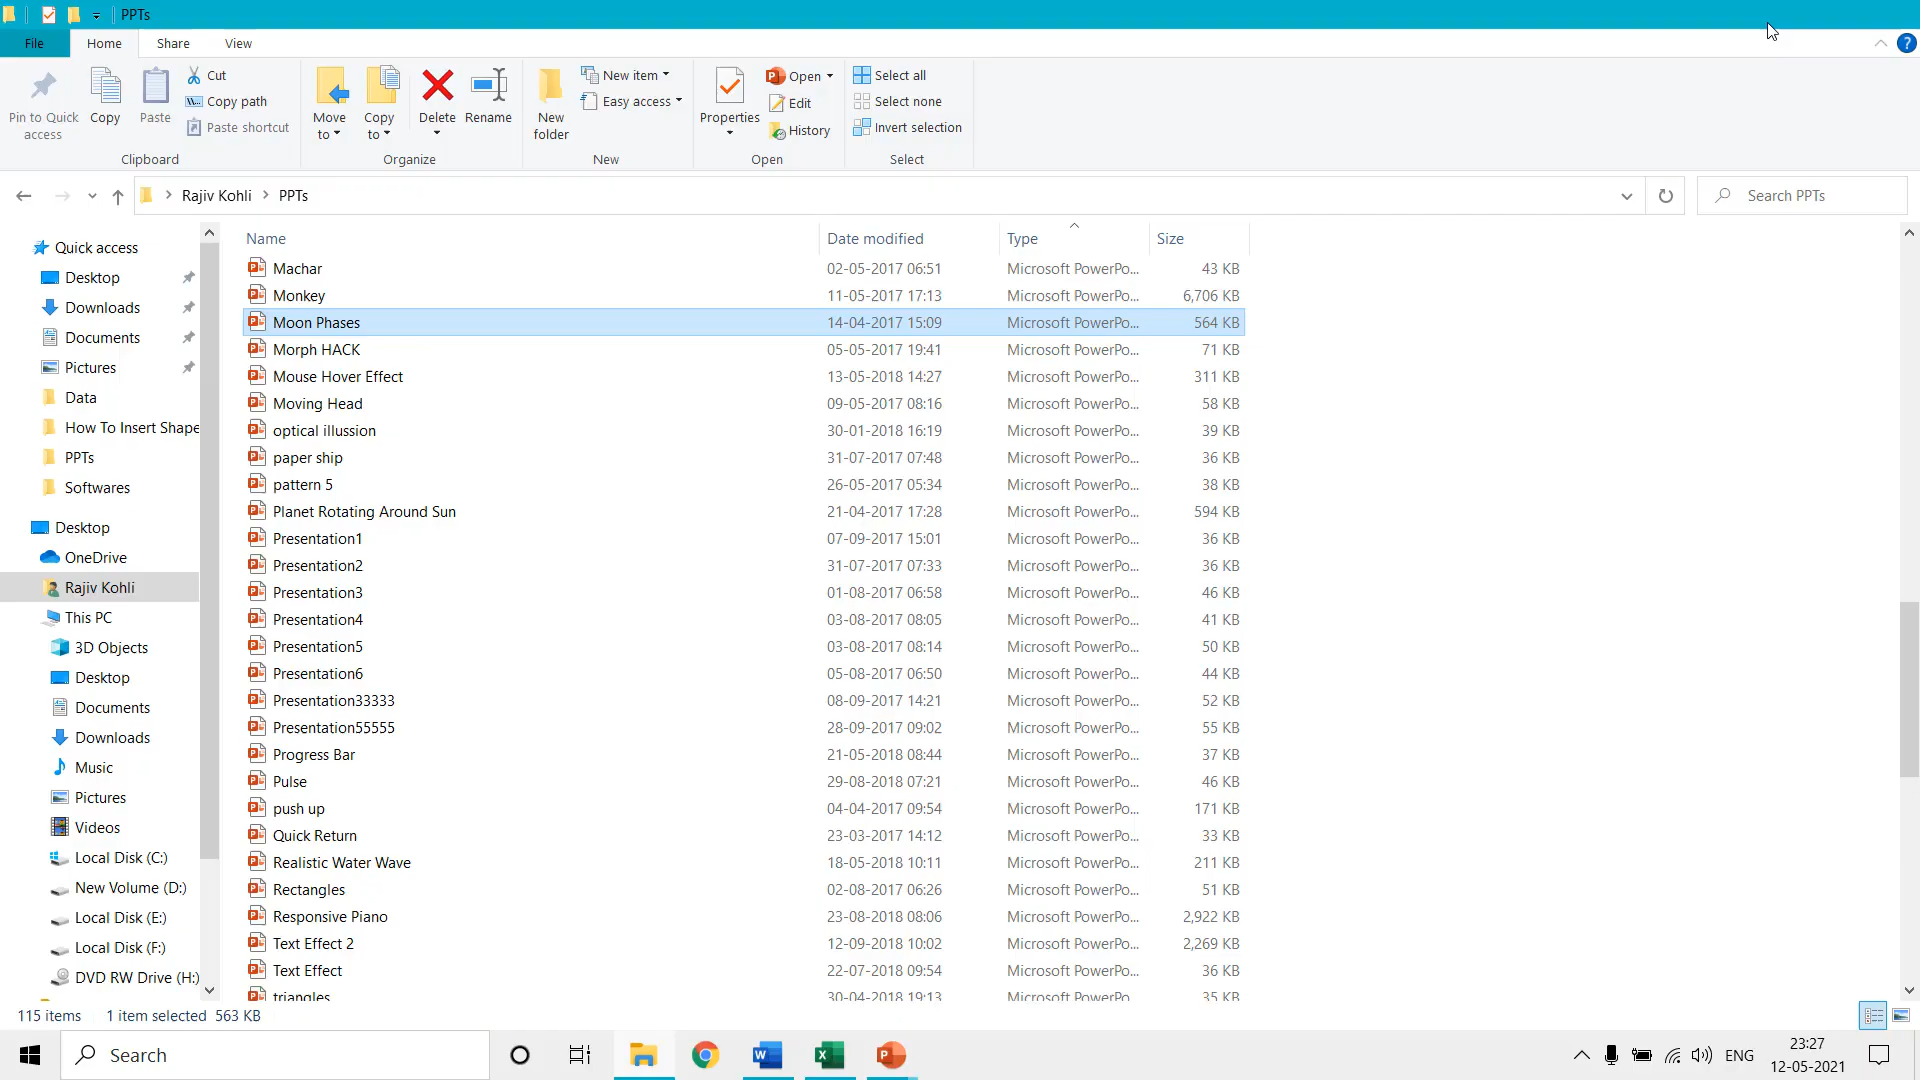 PPTs
File Home Share View
Pin to Quick access
Copy
Paste
Cut
Copy path
Paste shortcut
Clipboard
Move to
Copy to
Delete
Rename
Organize
New folder
New item
Easy access
New
Properties
Open
Edit
History
Open
Select all
Select none
Invert selection
Select
Rajiv Kohli PPTs
Search PPTs
Quick access
Desktop
Downloads
Documents
Pictures
Data
How To Insert Shape
PPTs
Softwares
Desktop
OneDrive
Rajiv Kohli
This PC
3D Objects
Desktop
Documents
Downloads
Music
Pictures
Videos
Local Disk (C:)
New Volume (D:)
Local Disk (E:)
Local Disk (F:)
DVD RW Drive (H:)
Name Date modified Type Size
Machar 02-05-2017 06:51 Microsoft PowerPo... 43 KB
Monkey 11-05-2017 17:13 Microsoft PowerPo... 6,706 KB
Moon Phases 14-04-2017 15:09 Microsoft PowerPo... 564 KB
Morph HACK 05-05-2017 19:41 Microsoft PowerPo... 71 KB
Mouse Hover Effect 13-05-2018 14:27 Microsoft PowerPo... 311 KB
Moving Head 09-05-2017 08:16 Microsoft PowerPo... 58 KB
optical illussion 30-01-2018 16:19 Microsoft PowerPo... 39 KB
paper ship 31-07-2017 07:48 Microsoft PowerPo... 36 KB
pattern 5 26-05-2017 05:34 Microsoft PowerPo... 38 KB
Planet Rotating Around Sun 21-04-2017 17:28 Microsoft PowerPo... 594 KB
Presentation1 07-09-2017 15:01 Microsoft PowerPo... 36 KB
Presentation2 31-07-2017 07:33 Microsoft PowerPo... 36 KB
Presentation3 01-08-2017 06:58 Microsoft PowerPo... 46 KB
Presentation4 03-08-2017 08:05 Microsoft PowerPo... 41 KB
Presentation5 03-08-2017 08:14 Microsoft PowerPo... 50 KB
Presentation6 05-08-2017 06:50 Microsoft PowerPo... 44 KB
Presentation33333 08-09-2017 14:21 Microsoft PowerPo... 52 KB
Presentation55555 28-09-2017 09:02 Microsoft PowerPo... 55 KB
Progress Bar 21-05-2018 08:44 Microsoft PowerPo... 37 KB
Pulse 29-08-2018 07:21 Microsoft PowerPo... 46 KB
push up 04-04-2017 09:54 Microsoft PowerPo... 171 KB
Quick Return 23-03-2017 14:12 Microsoft PowerPo... 33 KB
Realistic Water Wave 18-05-2018 10:11 Microsoft PowerPo... 211 KB
Rectangles 02-08-2017 06:26 Microsoft PowerPo... 51 KB
Responsive Piano 23-08-2018 08:06 Microsoft PowerPo... 2,922 KB
Text Effect 2 12-09-2018 10:02 Microsoft PowerPo... 2,269 KB
Text Effect 22-07-2018 09:54 Microsoft PowerPo... 36 KB
triangles 30-04-2018 19:13 Microsoft PowerPo 35 KB
115 items 1 item selected 563 KB
Search
ENG
23:27
12-05-2021